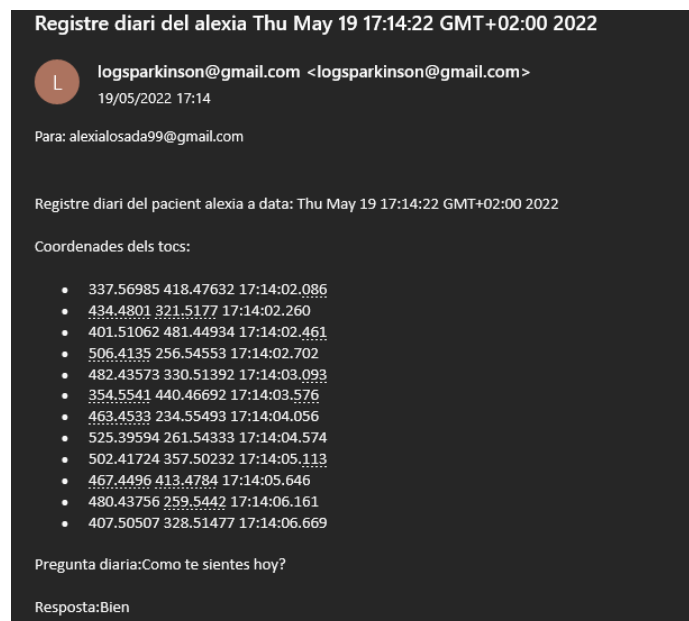 Registre diari del alexia Thu May 19 17:14:22 GMT+02:00 2022
L
logsparkinson@gmail.com <logsparkinson@gmail.com>
19/05/2022 17:14
Para: alexialosada99@gmail.com
Registre diari del pacient alexia a data: Thu May 19 17:14:22 GMT+02:00 2022
Coordenades dels tocs:
• 337.56985 418.47632 17:14:02.086
• 434.4801 321.5177 17:14:02.260
• 401.51062 481.44934 17:14:02.461
• 506.4135 256.54553 17:14:02.702
• 482.43573 330.51392 17:14:03.093
• 354.5541 440.46692 17:14:03.576
• 463.4533 234.55493 17:14:04.056
• 525.39594 261.54333 17:14:04.574
• 502.41724 357.50232 17:14:05.113
• 467.4496 413.4784 17:14:05.646
• 480.43756 259.5442 17:14:06.161
• 407.50507 328.51477 17:14:06.669
Pregunta diaria:Como te sientes hoy?
Resposta:Bien